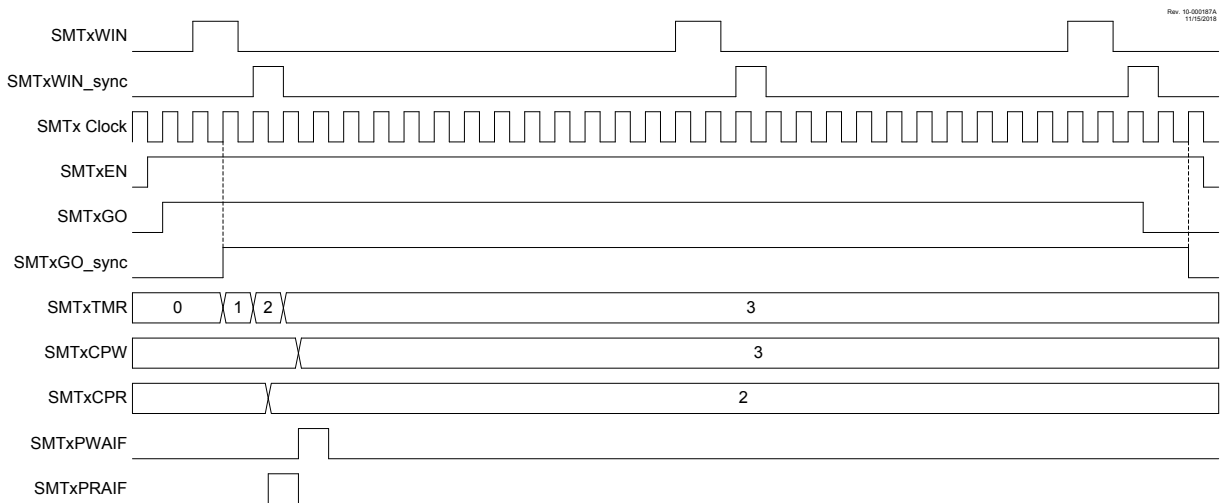 Rev. 10-000187A
11/15/2018
SMTxWIN
SMTxWIN_sync
SMTx Clock
SMTxEN
SMTxGO
SMTxGO_sync
SMTxTMR 0 1 2 3
SMTxCPW 3
SMTxCPR 2
SMTxPWAIF
SMTxPRAIF